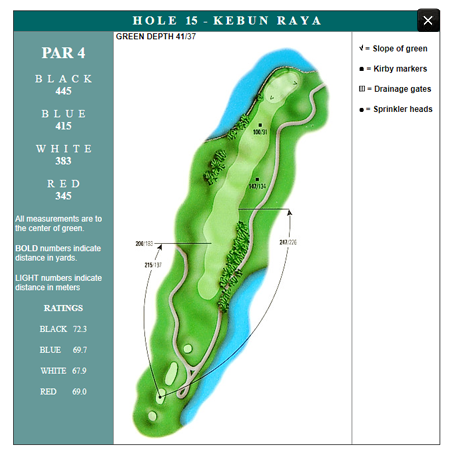 HOLE 15 - KEBUN RAYA
PAR 4
BLACK
445
BLUE
415
WHITE
383
RED
345
All measurements are to
the center of green.
BOLD numbers indicate
distance in yards.
LIGHT numbers indicate
distance in meters
RATINGS
BLACK 72.3
BLUE 69.7
WHITE 67.9
RED 69.0
GREEN DEPTH 41/37
100/91
147/134
200/183
247/226
215/197
= Slope of green
= Kirby markers
= Drainage gates
= Sprinkler heads